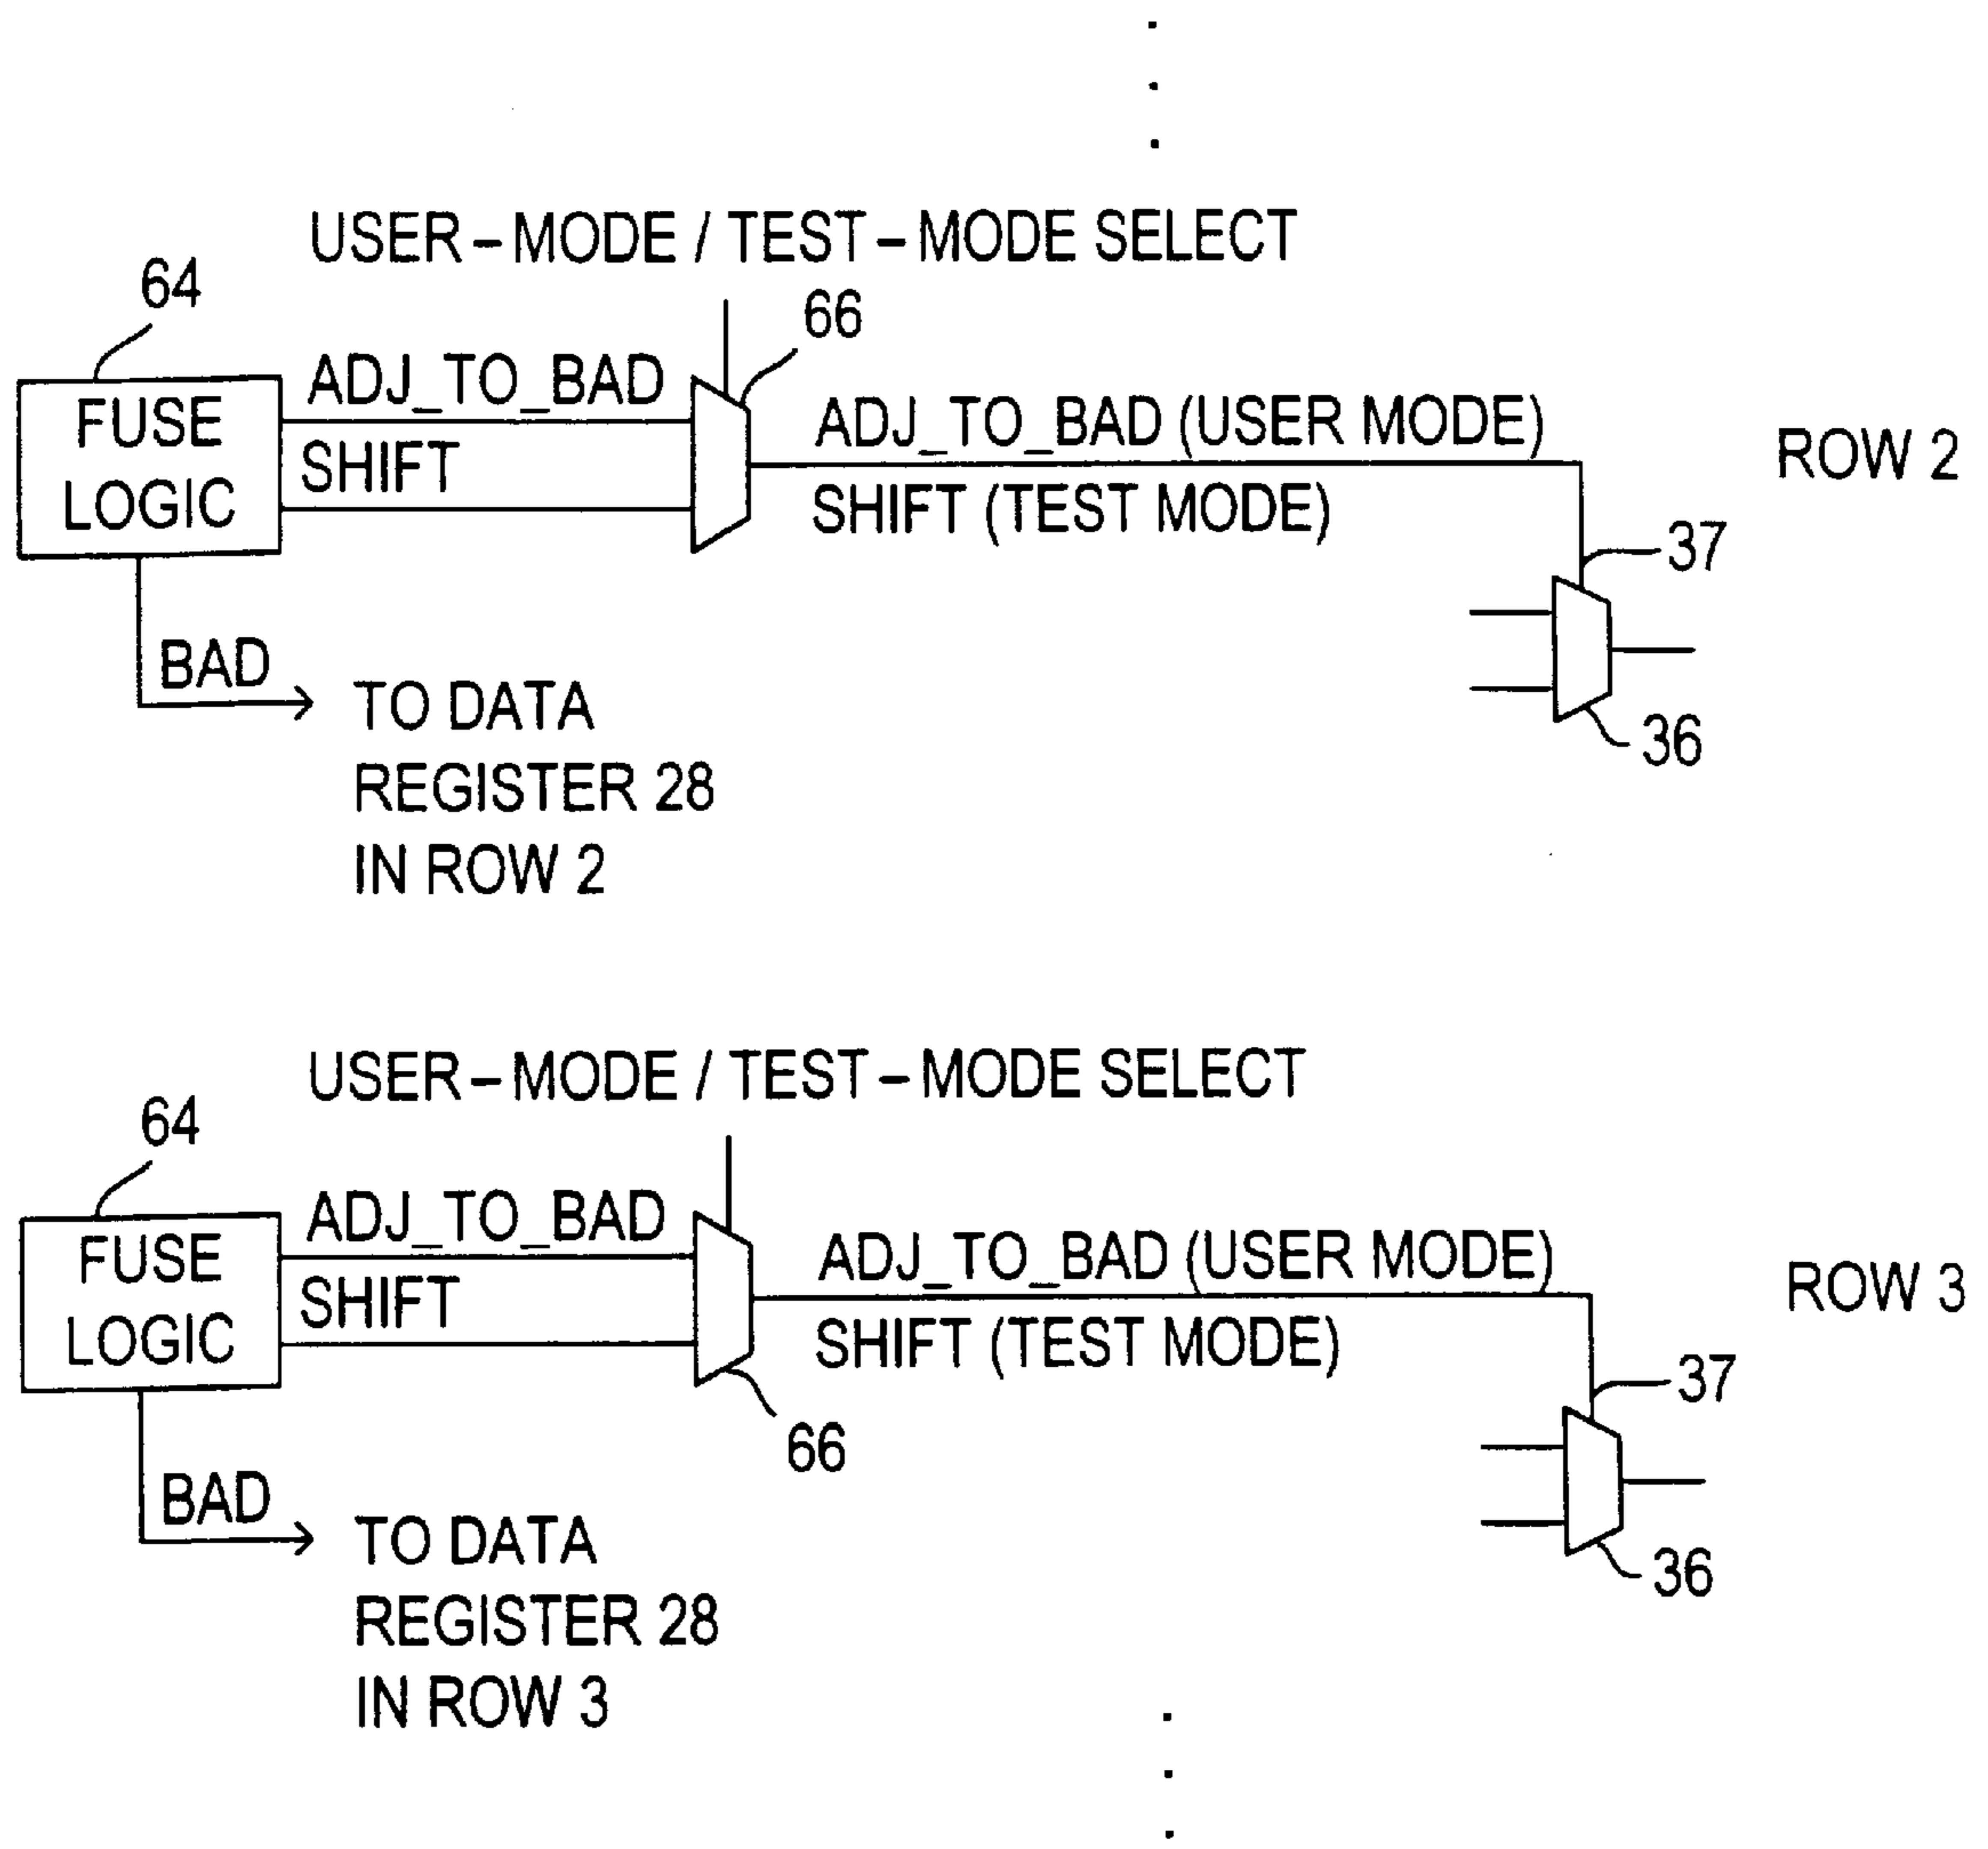 USER-MODE / TEST-MODE SELECT
64
66
ADJ_TO_BAD
FUSE
LOGIC
SHIFT
ADJ_TO_BAD (USER MODE)
SHIFT (TEST MODE)
ROW 2
37
36
BAD
TO DATA
REGISTER 28
IN ROW 2
USER-MODE / TEST-MODE SELECT
64
ADJ_TO_BAD
FUSE
LOGIC
SHIFT
ADJ_TO_BAD (USER MODE)
SHIFT (TEST MODE)
ROW 3
37
66
36
BAD
TO DATA
REGISTER 28
IN ROW 3